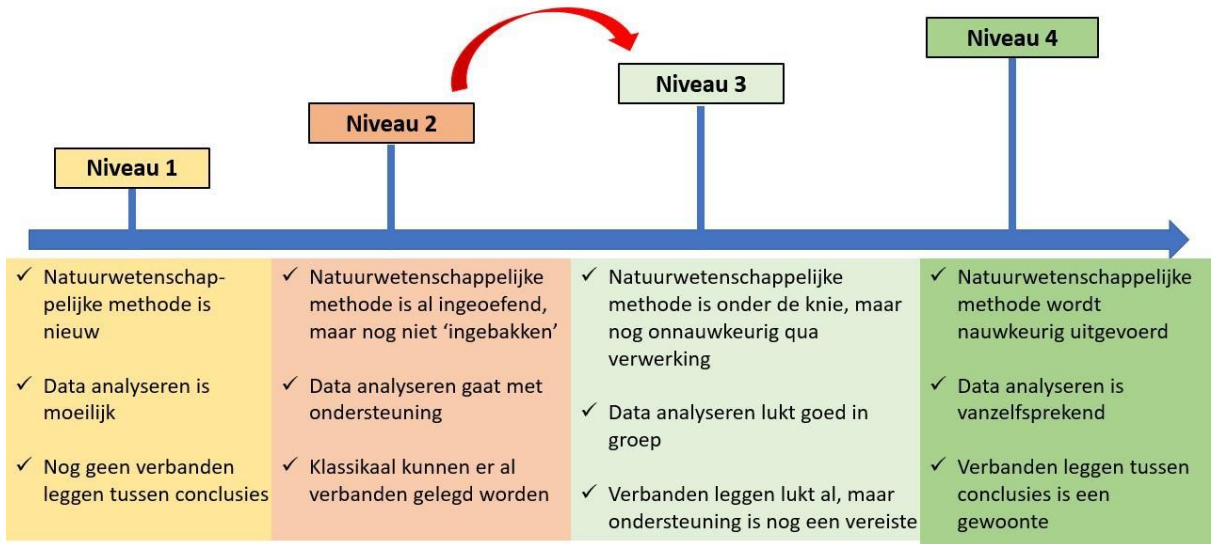 Niveau 1
Niveau 2
Niveau 3
Niveau 4
✓ Natuurwetenschap-
pelijke methode is
nieuw
✓ Data analyseren is
moeilijk
✓ Nog geen verbanden
leggen tussen conclusies
✓ Natuurwetenschappelijke
methode is al ingeoefend,
maar nog niet ‘ingebakken’
✓ Data analyseren gaat met
ondersteuning
✓ Klassikaal kunnen er al
verbanden gelegd worden
✓ Natuurwetenschappelijke
methode is onder de knie, maar
nog onnauwkeurig qua
verwerking
✓ Data analyseren lukt goed in
groep
✓ Verbanden leggen lukt al, maar
ondersteuning is nog een vereiste
✓ Natuurwetenschappelijke
methode wordt
nauwkeurig uitgevoerd
✓ Data analyseren is
vanzelfsprekend
✓ Verbanden leggen tussen
conclusies is een
gewoonte